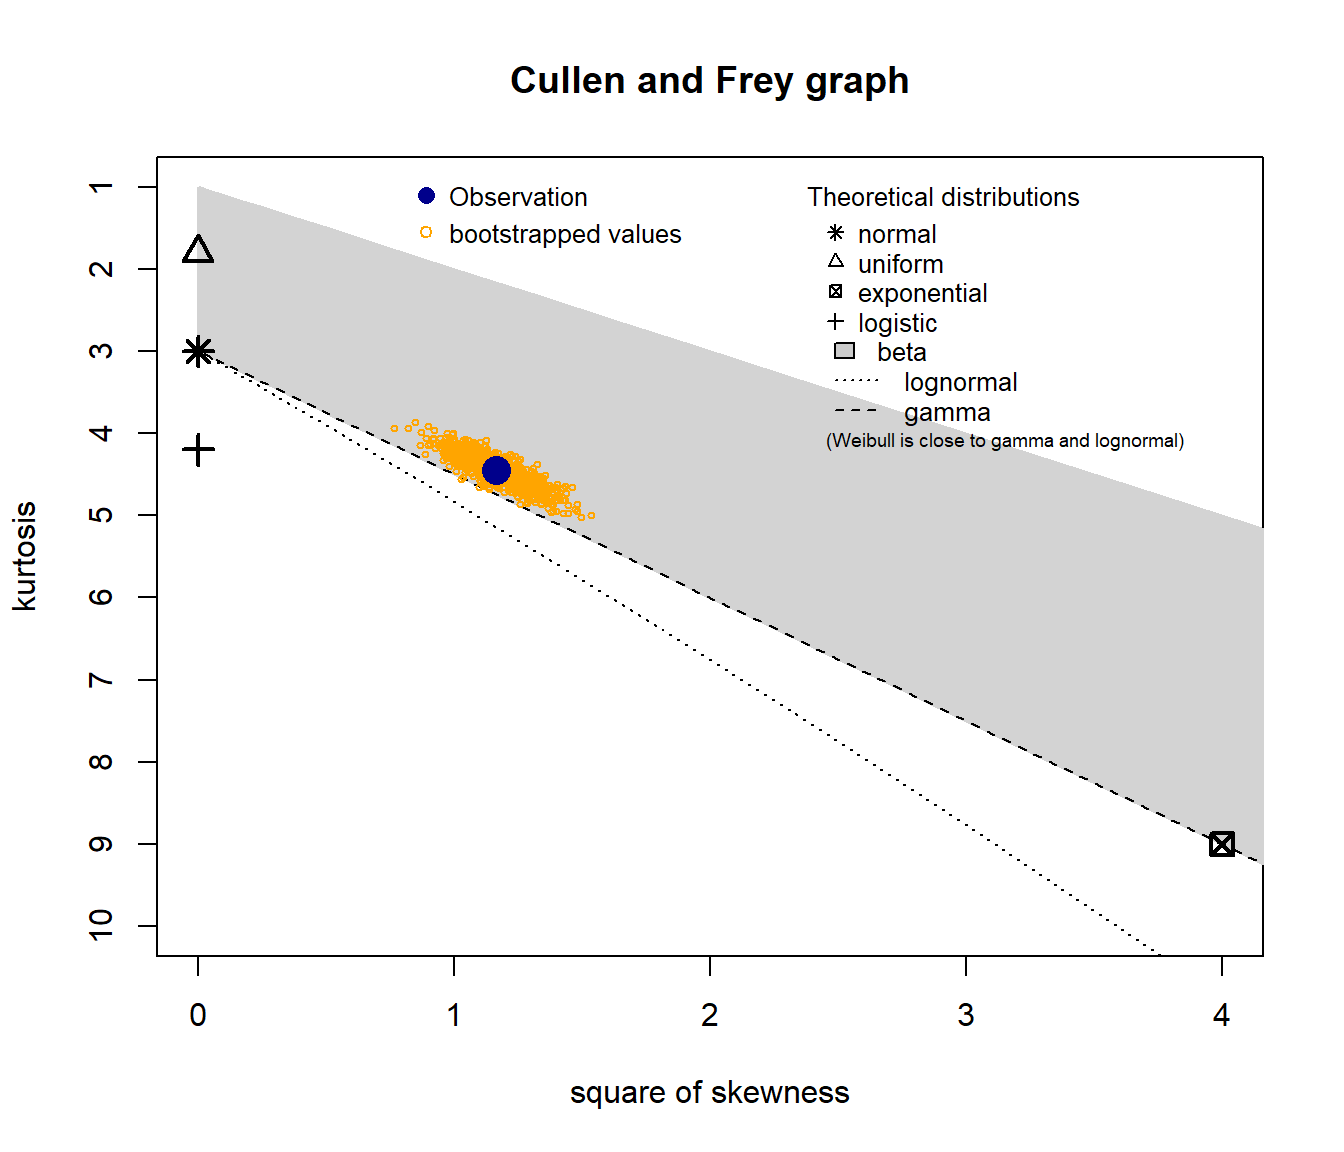 Cullen and Frey graph
Observation
bootstrapped values
Theoretical distributions
normal
uniform
exponential
logistic
beta
lognormal
gamma
(Weibull is close to gamma and lognormal)
kurtosis
1
2
3
4
5
6
7
8
9
10
0 1 2 3 4
square of skewness